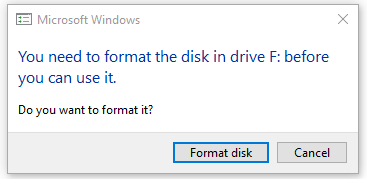 Microsoft Windows
You need to format the disk in drive F: before
you can use it.
Do you want to format it?
Format disk
Cancel